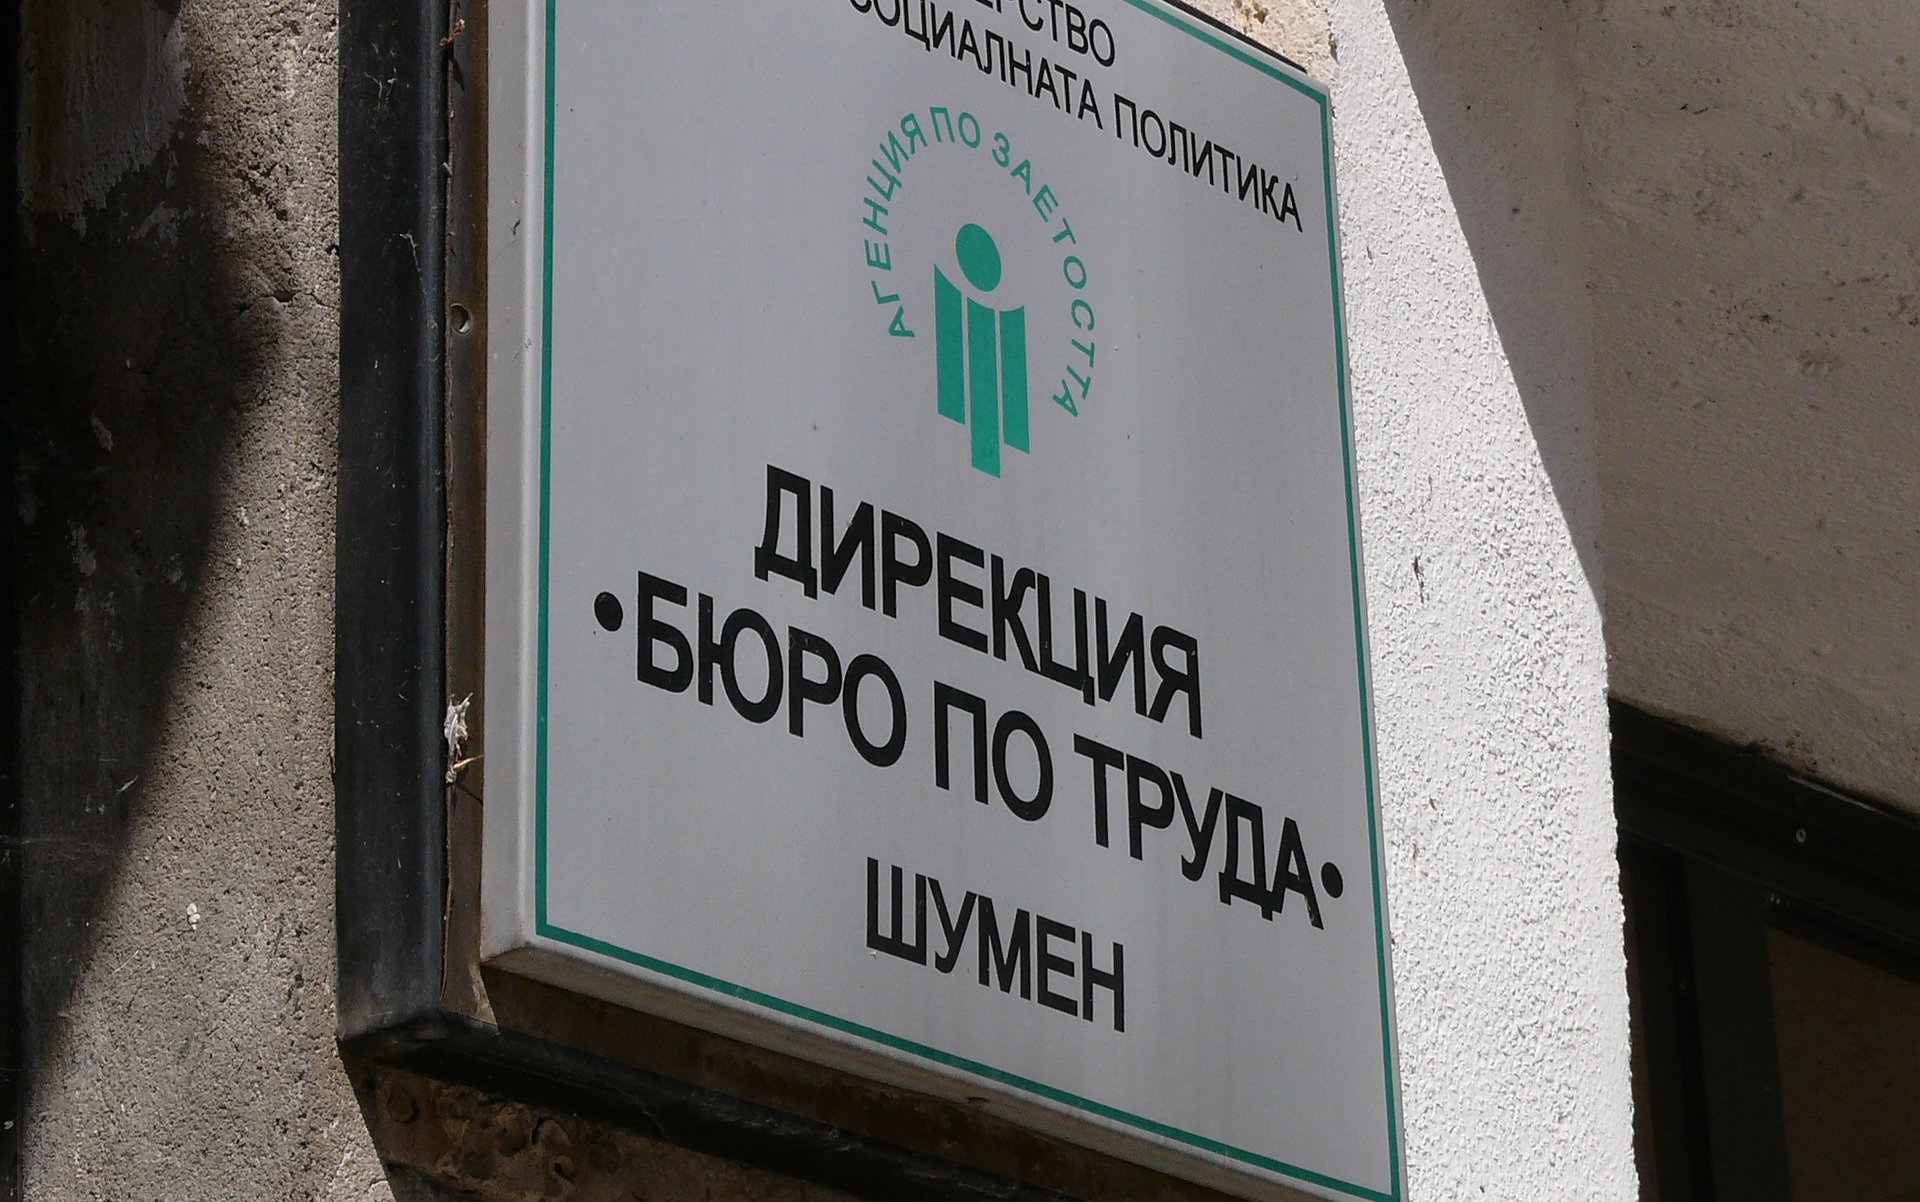 СОЦИАЛНАТА ПОЛИТИКА
АГЕНЦИЯ ПО ЗАЕТОСТТА
ДИРЕКЦИЯ
•БЮРО ПО ТРУДА•
ШУМЕН